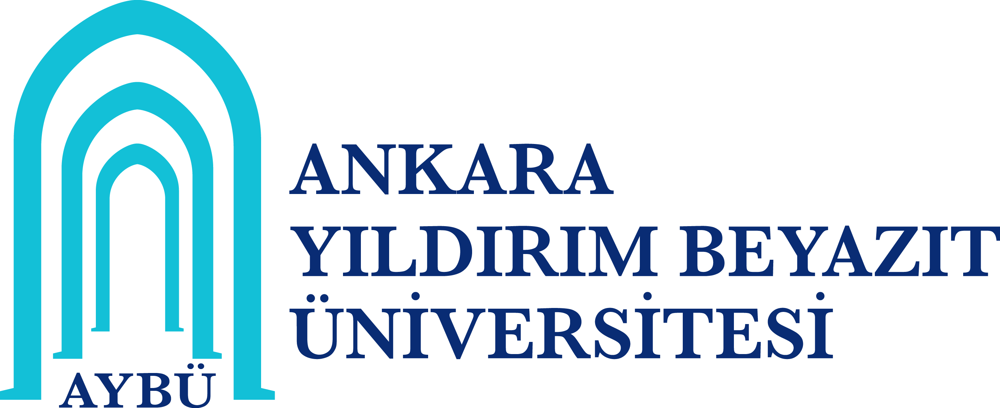 ANKARA
YILDIRIM BEYAZIT
ÜNİVERSİTESİ
AYBÜ